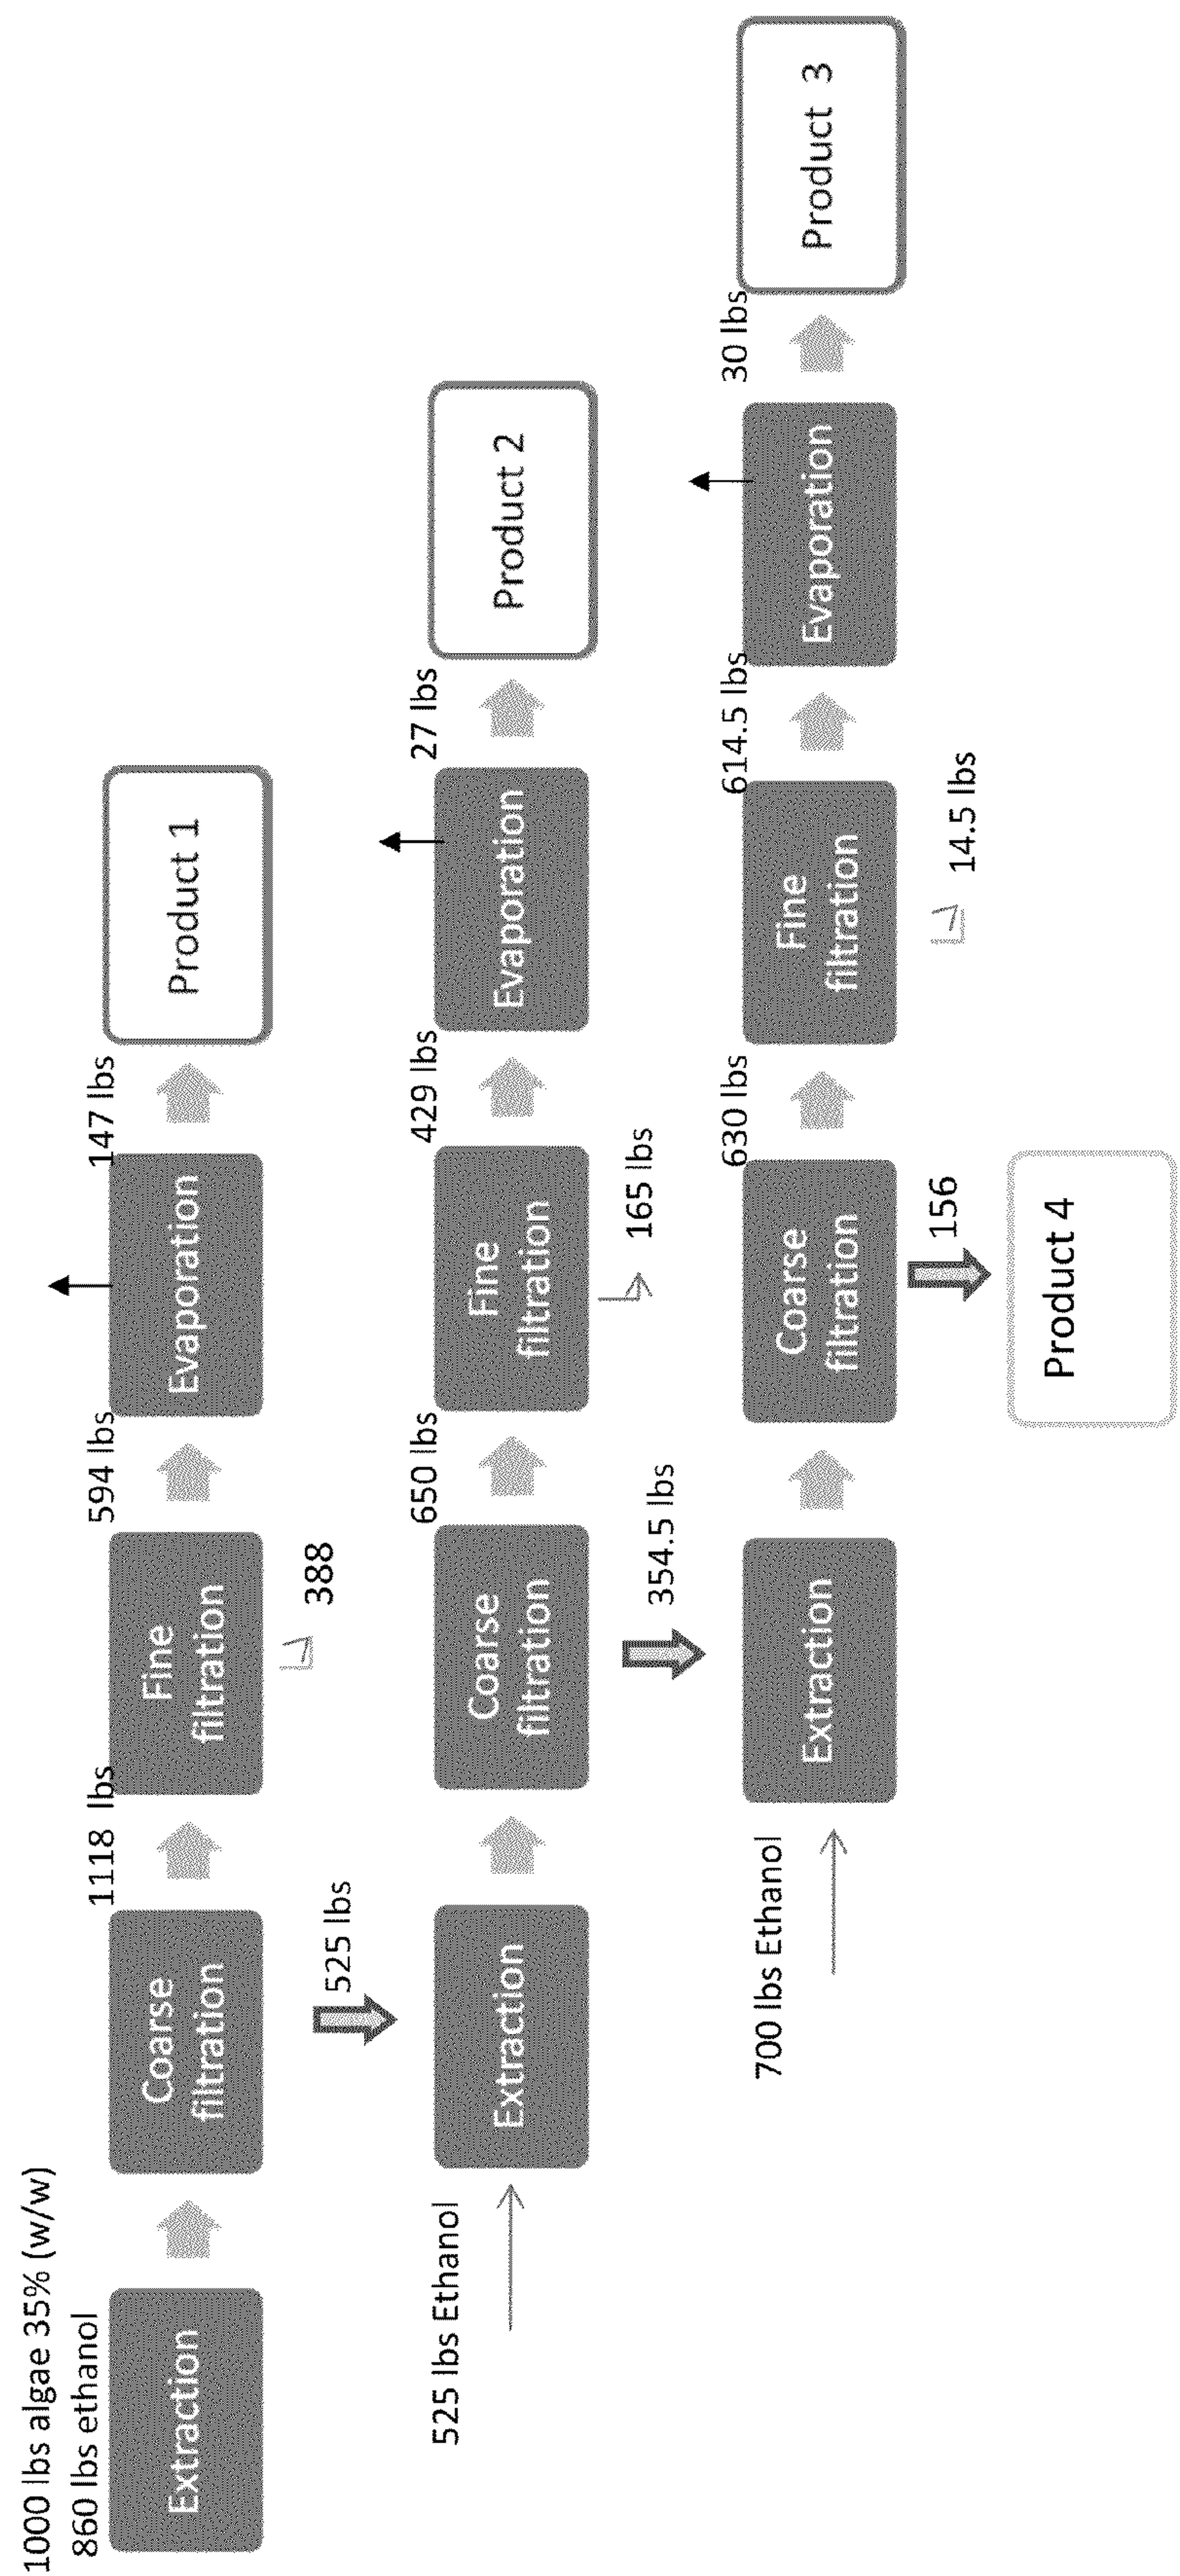 1000 lbs algae 35% (w/w)
860 lbs ethanol
Extraction
Coarse
filtration
1118 lbs
Fine
filtration
594 lbs
Evaporation
147 lbs
Product 1
525 lbs
388
525 lbs Ethanol
Extraction
Coarse
filtration
650 lbs
Fine
filtration
429 lbs
Evaporation
27 lbs
Product 2
354.5 lbs
165 lbs
700 lbs Ethanol
Extraction
Coarse
filtration
630 lbs
Fine
filtration
614.5 lbs
Evaporation
30 lbs
Product 3
156
14.5 lbs
Product 4